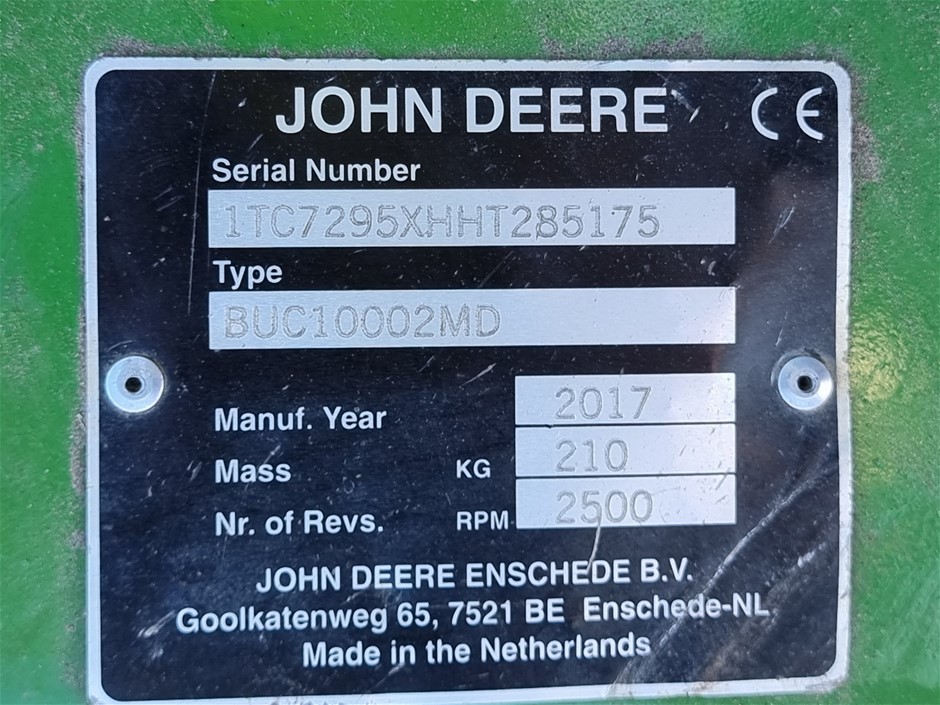 JOHN DEERE CE
Serial Number
1TC7295XHHT285175
Type
BUC10002MD
Manuf. Year 2017
Mass KG 210
Nr. of Revs. RPM 2500
JOHN DEERE ENSCHEDE B.V.
Goolkatenweg 65, 7521 BE Enschede-NL
Made in the Netherlands